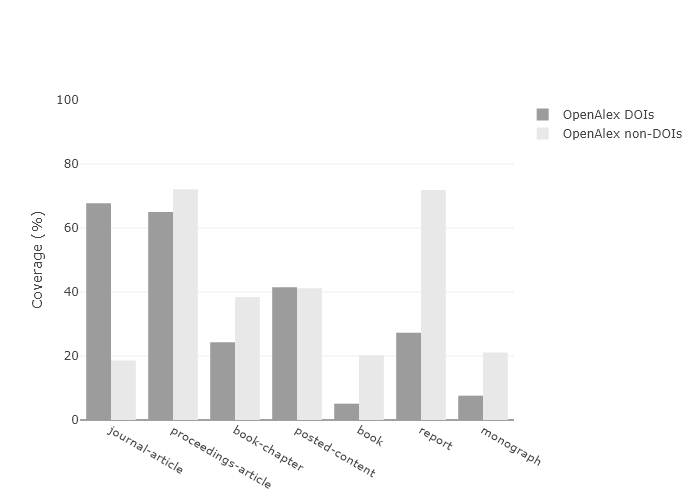 100
80
60
40
20
0
Coverage (%)
journal-article
proceedings-article
book-chapter
posted-content
book
report
monograph
OpenAlex DOIs
OpenAlex non-DOIs